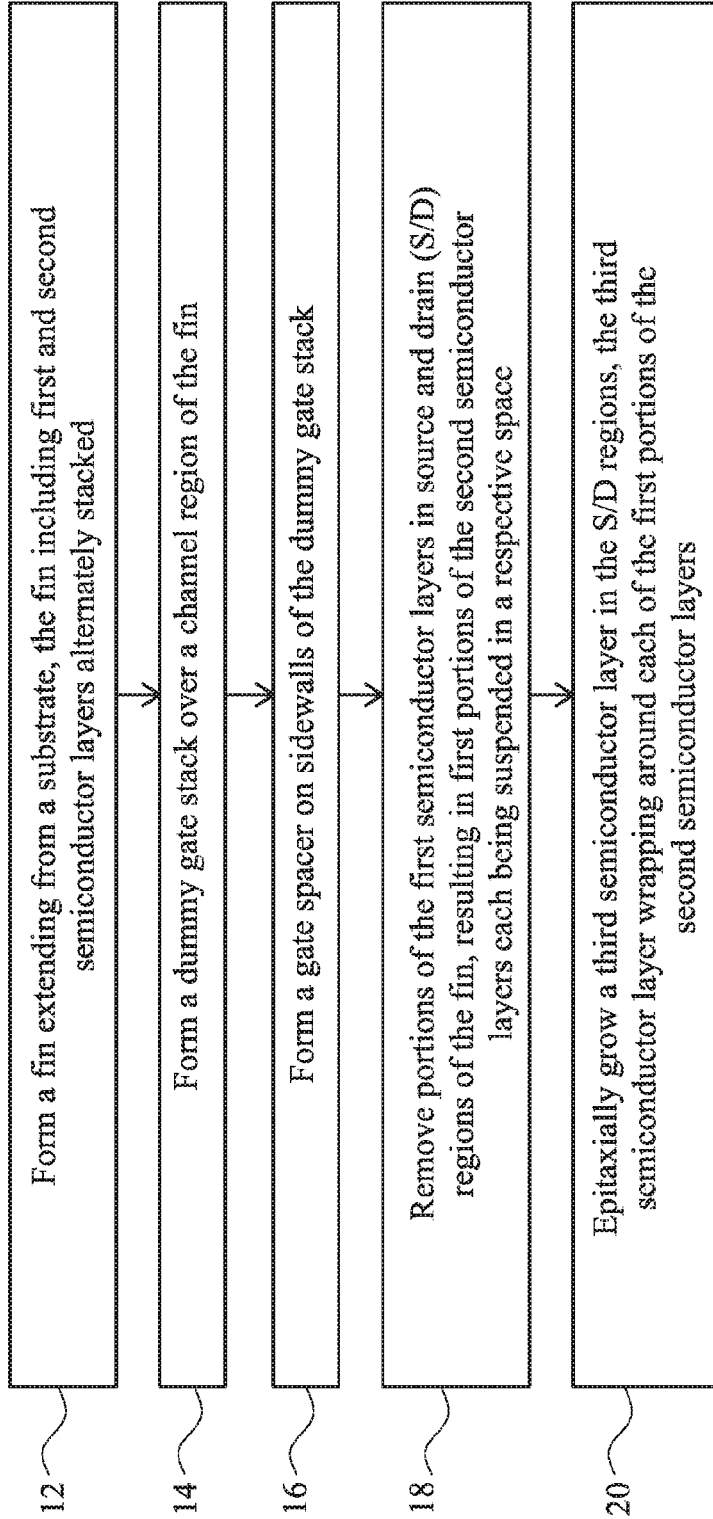 12
Form a fin extending from a substrate, the fin including first and second
semiconductor layers alternately stacked
14
Form a dummy gate stack over a channel region of the fin
16
Form a gate spacer on sidewalls of the dummy gate stack
18
Remove portions of the first semiconductor layers in source and drain (S/D)
regions of the fin, resulting in first portions of the second semiconductor
layers each being suspended in a respective space
20
Epitaxially grow a third semiconductor layer in the S/D regions, the third
semiconductor layer wrapping around each of the first portions of the
second semiconductor layers